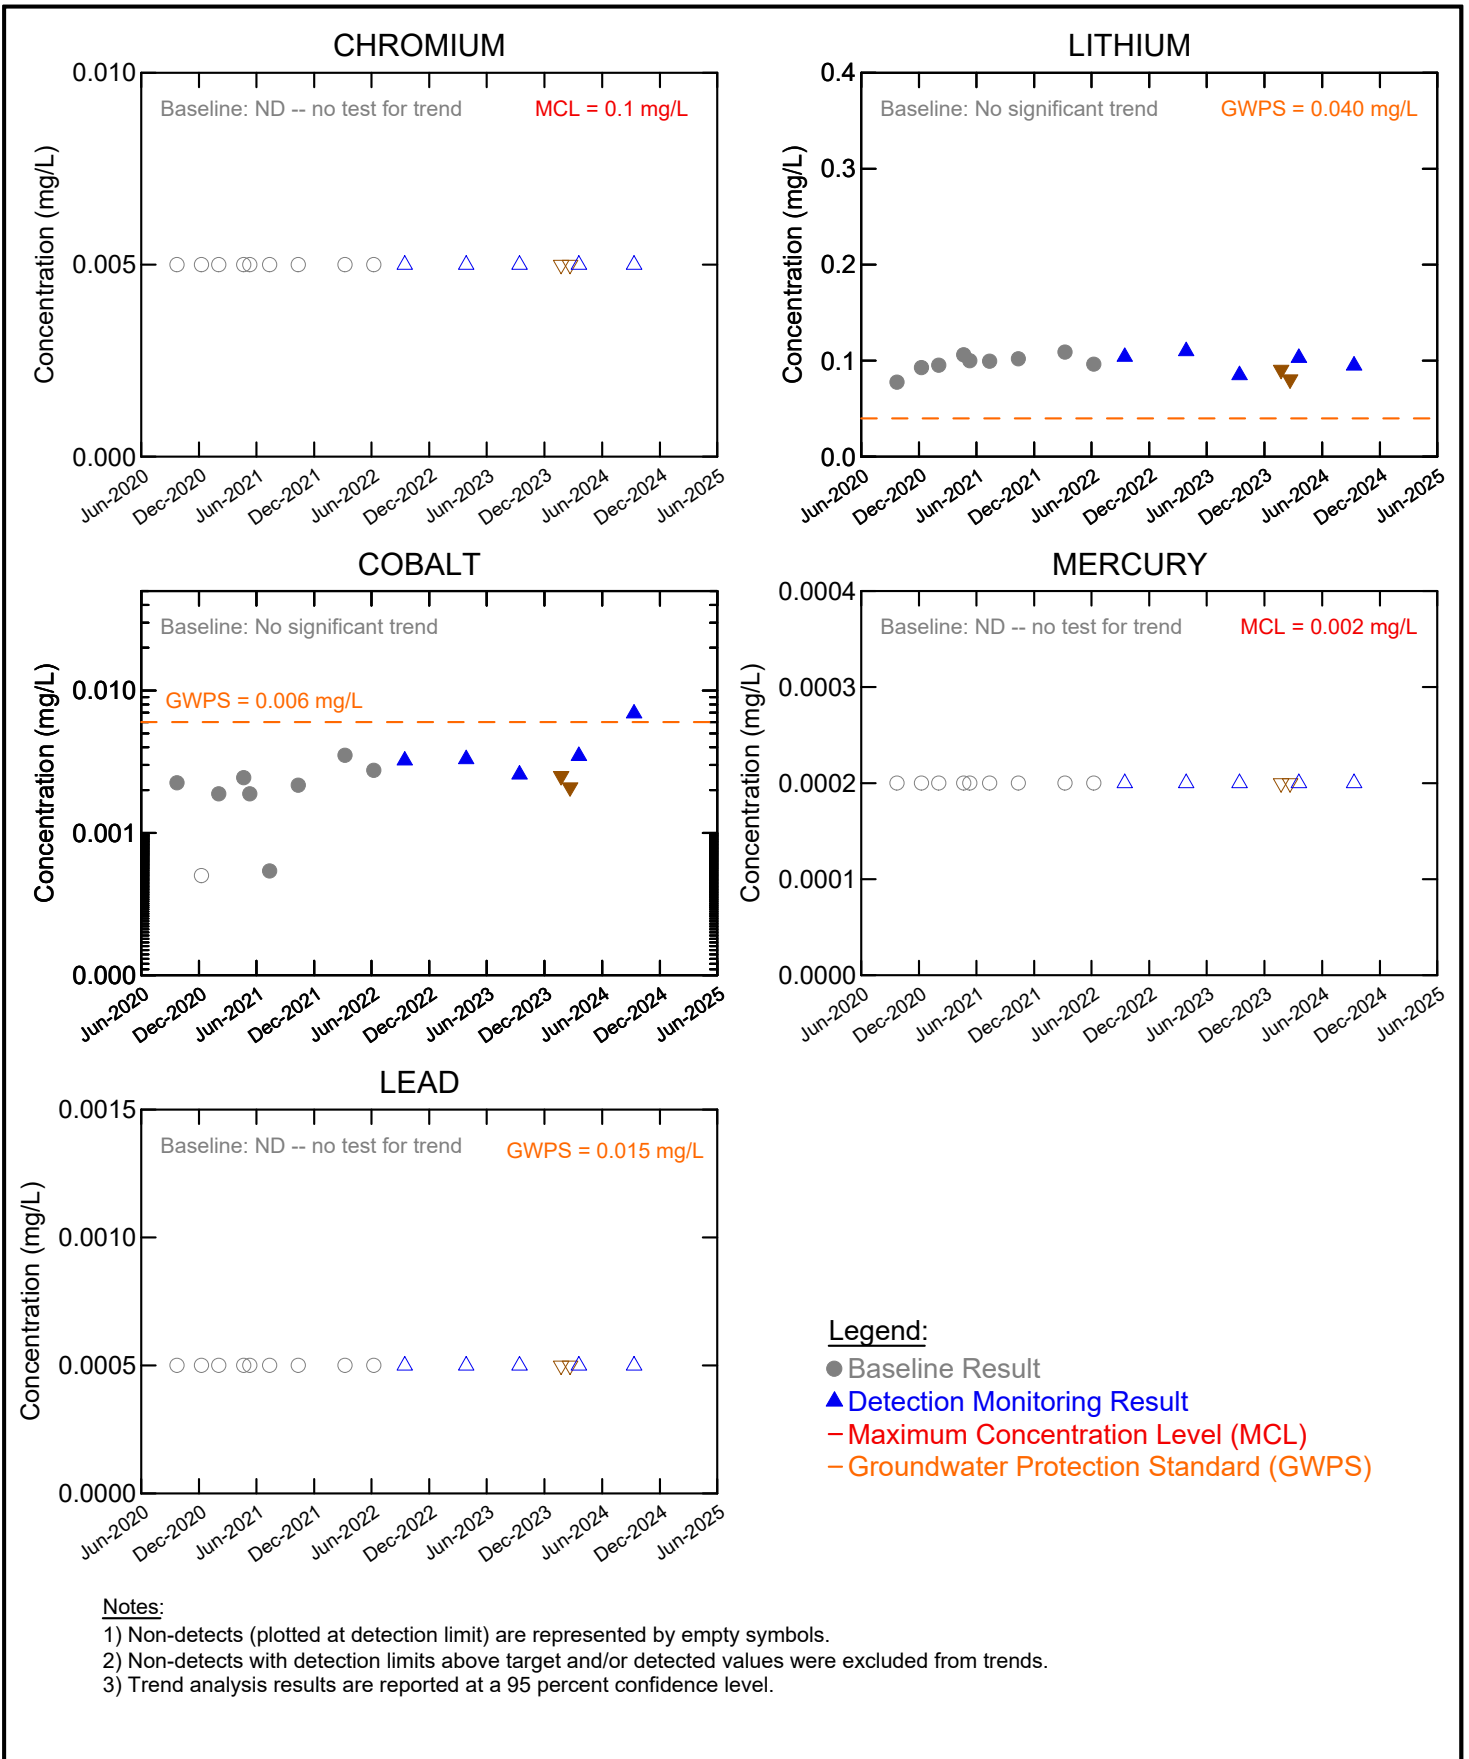 CHROMIUM
Concentration (mg/L)
0.010
0.005
0.000
Baseline: ND -- no test for trend
MCL = 0.1 mg/L
Jun-2020
Dec-2020
Jun-2021
Dec-2021
Jun-2022
Dec-2022
Jun-2023
Dec-2023
Jun-2024
Dec-2024
Jun-2025
LITHIUM
Concentration (mg/L)
0.4
0.3
0.2
0.1
0.0
Baseline: No significant trend
GWPS = 0.040 mg/L
Jun-2020
Dec-2020
Jun-2021
Dec-2021
Jun-2022
Dec-2022
Jun-2023
Dec-2023
Jun-2024
Dec-2024
Jun-2025
COBALT
Concentration (mg/L)
0.010
0.001
0.000
Baseline: No significant trend
GWPS = 0.006 mg/L
Jun-2020
Dec-2020
Jun-2021
Dec-2021
Jun-2022
Dec-2022
Jun-2023
Dec-2023
Jun-2024
Dec-2024
Jun-2025
MERCURY
Concentration (mg/L)
0.0004
0.0003
0.0002
0.0001
0.0000
Baseline: ND -- no test for trend
MCL = 0.002 mg/L
Jun-2020
Dec-2020
Jun-2021
Dec-2021
Jun-2022
Dec-2022
Jun-2023
Dec-2023
Jun-2024
Dec-2024
Jun-2025
LEAD
Concentration (mg/L)
0.0015
0.0010
0.0005
0.0000
Baseline: ND -- no test for trend
GWPS = 0.015 mg/L
Jun-2020
Dec-2020
Jun-2021
Dec-2021
Jun-2022
Dec-2022
Jun-2023
Dec-2023
Jun-2024
Dec-2024
Jun-2025
Legend:
Baseline Result
Detection Monitoring Result
Maximum Concentration Level (MCL)
Groundwater Protection Standard (GWPS)
Notes:
1) Non-detects (plotted at detection limit) are represented by empty symbols.
2) Non-detects with detection limits above target and/or detected values were excluded from trends.
3) Trend analysis results are reported at a 95 percent confidence level.